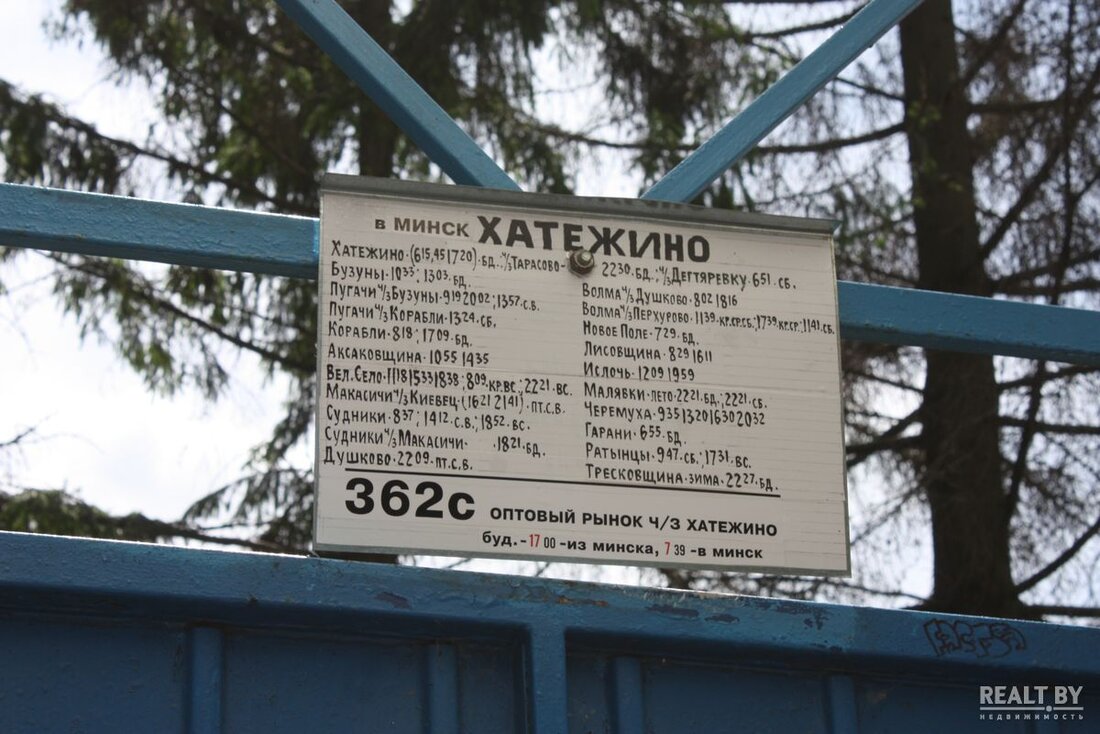 в МИНСК ХАТЕЖИНО
ХАТЕЖИНО·(615,451720)·БД.
Ч/ТАРАСОВО· 2230·БД.; Ч/З ДЕГТЯРЕВКУ·651·СБ.
БУЗУНЫ·1033; 1303·БД.
ПУГАЧИ Ч/З БУЗУНЫ·919 2002; 1357·С.В.
ПУГАЧИ Ч/З КОРАБЛИ·1324·СБ.
КОРАБЛИ·818; 1709·БД.
АКСАКОВЩИНА·1055 1435
ВЕЛ.СЕЛО·1118 1533 1838; 809·КР.ВС.; 2221·ВС.
МАКАСИЧИ Ч/З КИЕВЕЦ·(1621 2141)·ПТ.С.В.
СУДНИКИ·837; 1412·С.В.; 1852·ВС.
СУДНИКИ Ч/З МАКАСИЧИ· 1821·БД.
ДУШКОВО·2209·ПТ.С.В.
ВОЛМА Ч/З ДУШКОВО·802 1816
ВОЛМА Ч/З ПЕРХУРОВО·1139·КР.СР.СБ.; 1739·КР.СР.; 1141·СБ.
НОВОЕ ПОЛЕ·729·БД.
ЛИСОВЩИНА·829 1611
ИСЛОЧЬ·1209 1959
МАЛЯВКИ·ЛЕТО·2221·БД.; 2221·СБ.
ЧЕРЕМУХА·935 1320 1630 2032
ГАРАНИ·655·БД.
РАТЫНЦЫ·947·СБ.; 1731·ВС.
ТРЕСКОВЩИНА·ЗИМА·2227·БД.
362с ОПТОВЫЙ РЫНОК Ч/З ХАТЕЖИНО
буд.-17 00-ИЗ МИНСКА, 7 39-В МИНСК
REALT.BY
НЕДВИЖИМОСТЬ